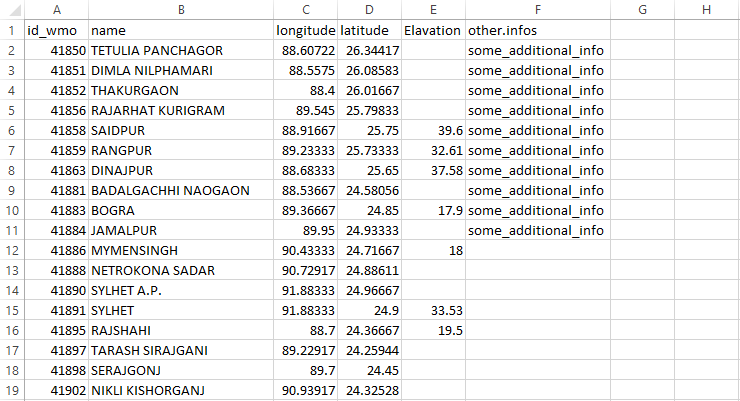 A B C D E F G H
1 id_wmo name longitude latitude Elavation other.infos
2 41850 TETULIA PANCHAGOR 88.60722 26.34417 some_additional_info
3 41851 DIMLA NILPHAMARI 88.5575 26.08583 some_additional_info
4 41852 THAKURGAON 88.4 26.01667 some_additional_info
5 41856 RAJARHAT KURIGRAM 89.545 25.79833 some_additional_info
6 41858 SAIDPUR 88.91667 25.75 39.6 some_additional_info
7 41859 RANGPUR 89.23333 25.73333 32.61 some_additional_info
8 41863 DINAJPUR 88.68333 25.65 37.58 some_additional_info
9 41881 BADALGACHHI NAOGAON 88.53667 24.58056 some_additional_info
10 41883 BOGRA 89.36667 24.85 17.9 some_additional_info
11 41884 JAMALPUR 89.95 24.93333 some_additional_info
12 41886 MYMENSINGH 90.43333 24.71667 18
13 41888 NETROKONA SADAR 90.72917 24.88611
14 41890 SYLHET A.P. 91.88333 24.96667
15 41891 SYLHET 91.88333 24.9 33.53
16 41895 RAJSHAHI 88.7 24.36667 19.5
17 41897 TARASH SIRAJGANI 89.22917 24.25944
18 41898 SERAJGONJ 89.7 24.45
19 41902 NIKLI KISHORGANJ 90.93917 24.32528